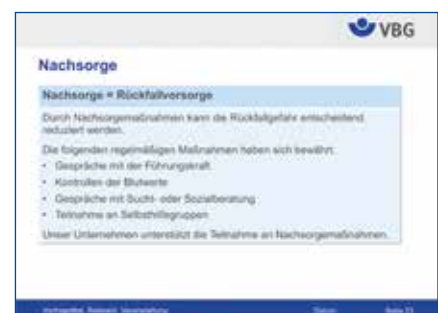 VBG
Nachsorge
Nachsorge = Rückfallversorge
Durch Nachsorgemaßnahmen kann die Rückfallgefahr entscheidend
reduziert werden.
Die folgenden regelmäßigen Maßnahmen haben sich bewährt:
• Gespräche mit der Führungskraft
• Kontrollen der Blutwerte
• Gespräche mit Sucht- oder Sozialberatung
• Teilnahme an Selbsthilfegruppen
Unser Unternehmen unterstützt die Teilnahme an Nachsorgemaßnahmen.